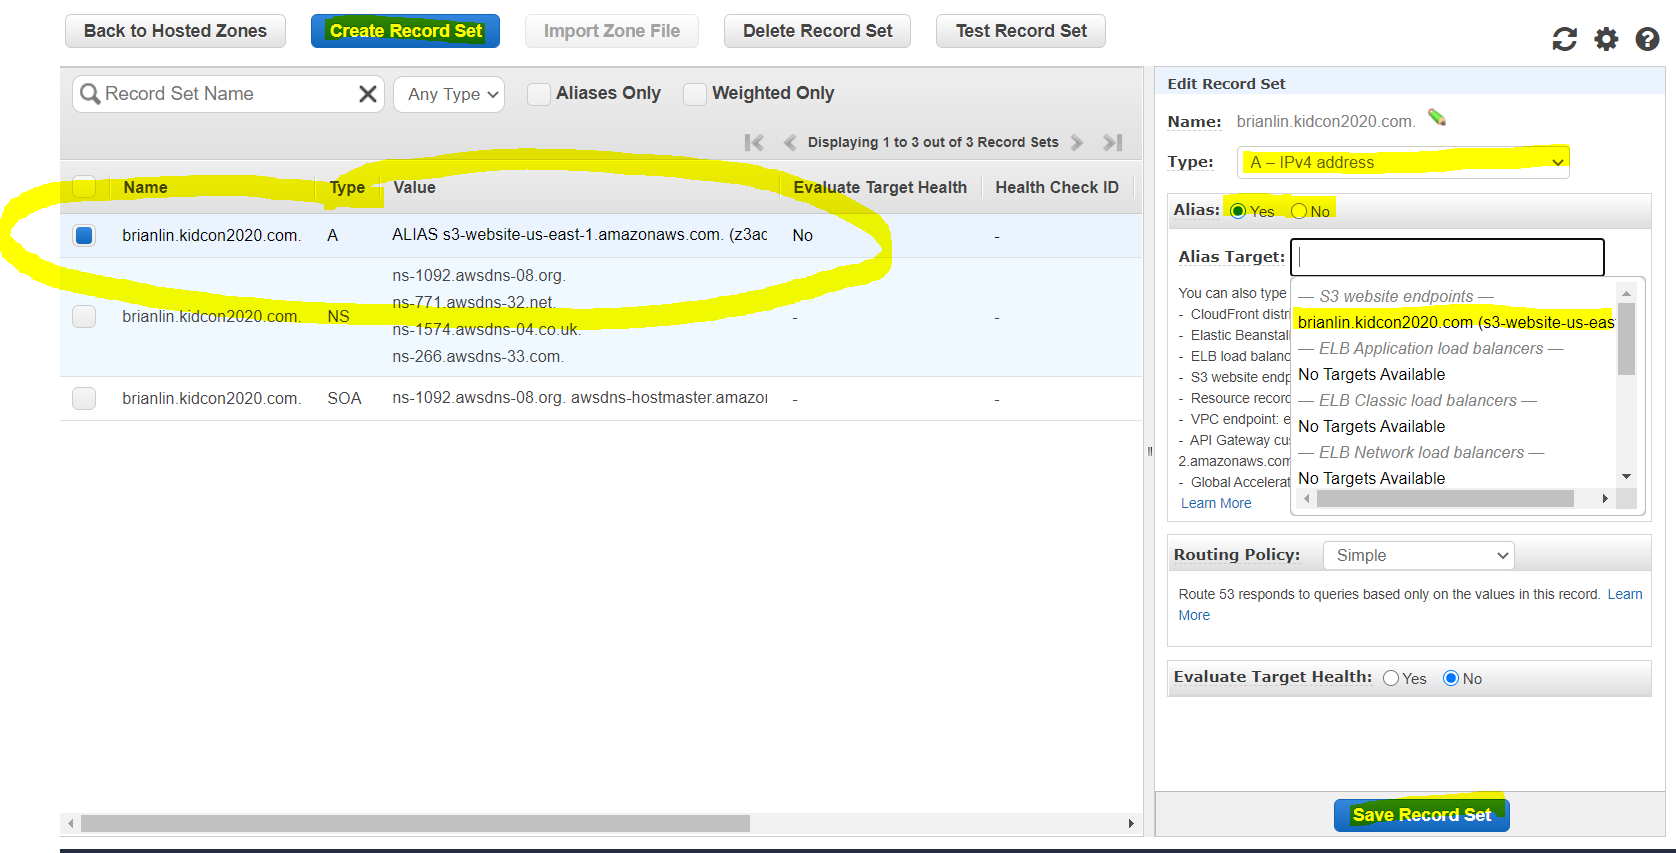 Back to Hosted Zones
Create Record Set
Import Zone File
Delete Record Set
Test Record Set
Record Set Name
Any Type
Aliases Only
Weighted Only
Displaying 1 to 3 out of 3 Record Sets
Name Type Value Evaluate Target Health Health Check ID
brianlin.kidcon2020.com. A ALIAS s3-website-us-east-1.amazonaws.com. (z3ac No -
brianlin.kidcon2020.com. NS ns-1092.awsdns-08.org. - -
ns-771.awsdns-32.net.
ns-1574.awsdns-04.co.uk.
ns-266.awsdns-33.com.
brianlin.kidcon2020.com. SOA ns-1092.awsdns-08.org. awsdns-hostmaster.amazon - -
Edit Record Set
Name: brianlin.kidcon2020.com.
Type: A – IPv4 address
Alias: Yes No
Alias Target:
You can also type
- CloudFront distr
- Elastic Beanstall
- ELB load balanc
- S3 website endp
- Resource record
- VPC endpoint: e
- API Gateway cus
2.amazonaws.com
- Global Accelerat
Learn More
— S3 website endpoints —
brianlin.kidcon2020.com (s3-website-us-eas
— ELB Application load balancers —
No Targets Available
— ELB Classic load balancers —
No Targets Available
— ELB Network load balancers —
No Targets Available
Routing Policy: Simple
Route 53 responds to queries based only on the values in this record. Learn
More
Evaluate Target Health: Yes No
Save Record Set